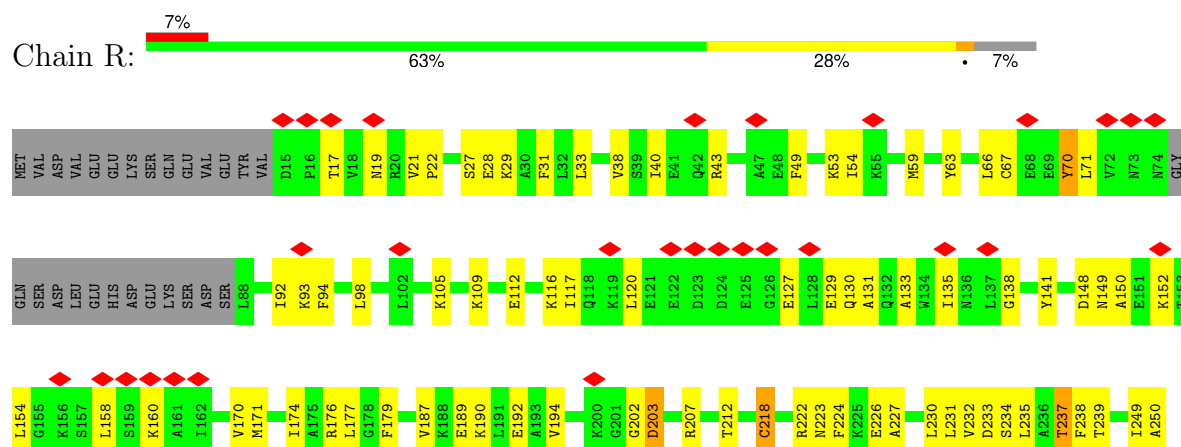 7%
Chain R:
63% 28% • 7%
MET VAL ASP VAL GLU GLU LYS SER GLN GLU VAL GLU TYR VAL D15 P16 T17 V18 N19 R20 V21 P22 S27 E28 K29 A30 F31 L32 L33 V38 S39 I40 E41 Q42 R43 A47 E48 F49 K53 I54 K55 M59 Y63 L66 C67 E68 E69 Y70 L71 V72 N73 N74 GLY
GLN SER ASP LEU GLU HIS ASP GLU LYS SER ASP SER L88 I92 K93 F94 L98 L102 K105 K109 E112 K116 I117 Q118 K119 L120 E121 E122 D123 D124 E125 G126 E127 L128 E129 Q130 A131 Q132 A133 W134 I135 N136 L137 G138 Y141 D148 N149 A150 E151 K152 T153
L154 G155 K156 S157 L158 S159 K160 A161 I162 V170 M171 I174 A175 R176 L177 G178 F179 V187 K188 E189 K190 L191 E192 A193 V194 K200 G201 G202 D203 R207 T212 C218 R222 N223 F224 K225 E226 A227 L230 L231 V232 D233 S234 L235 A236 T237 F238 T239 I249 A250